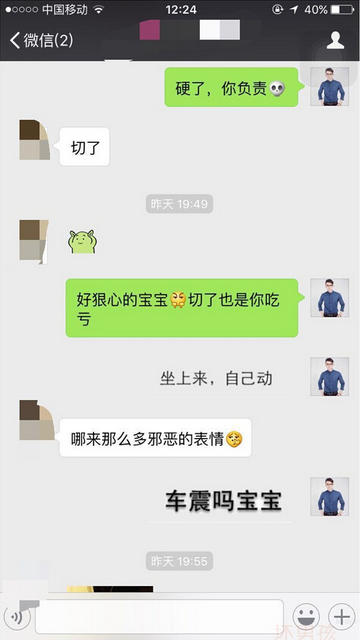 中国移动
12:24
40%
微信(2)
硬了，你负责
切了
昨天 19:49
好狠心的宝宝切了也是你吃
亏
坐上来，自己动
哪来那么多邪恶的表情
车震吗宝宝
昨天 19:55
坏男孩